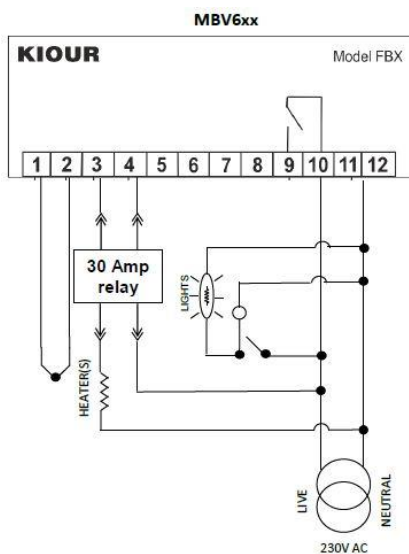 MBV6xx
KIOUR
Model FBX
1 2 3 4 5 6 7 8 9 10 11 12
30 Amp
relay
LIGHTS
HEATER(S)
LIVE
NEUTRAL
230V AC